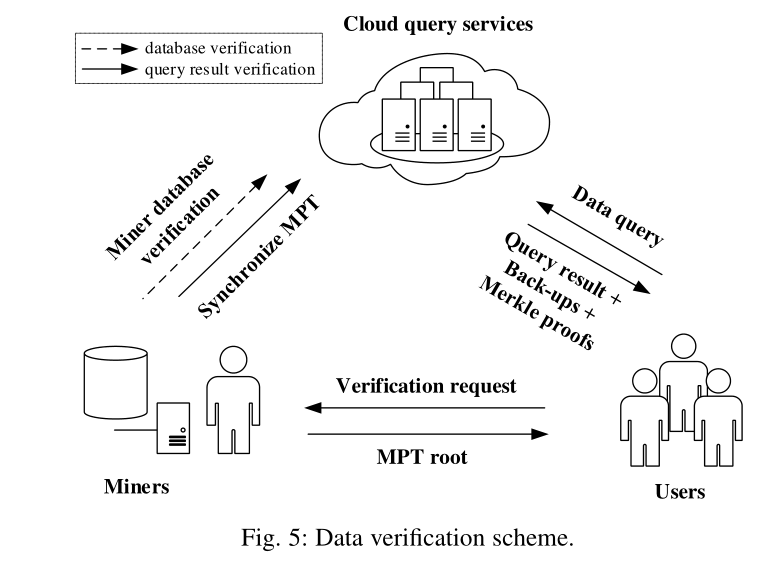 Cloud query services
database verification
query result verification
Miner database
verification
Synchronize MPT
Data query
Query result +
Back-ups +
Merkle proofs
Verification request
MPT root
Miners
Users
Fig. 5: Data verification scheme.